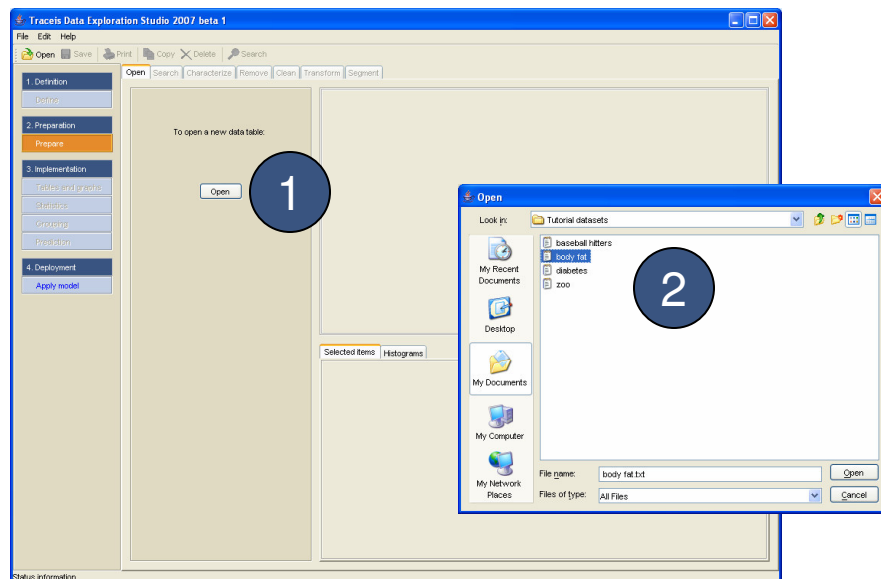 Traceis Data Exploration Studio 2007 beta 1
File Edit Help
Open Save Print Copy Delete Search
Open Search Characterize Remove Clean Transform Segment
1. Definition
Define
2. Preparation
Prepare
3. Implementation
Tables and graphs
Statistics
Grouping
Prediction
4. Deployment
Apply model
To open a new data table:
Open
1
Selected items Histograms
Status information
Open
Look in: Tutorial datasets
My Recent Documents
Desktop
My Documents
My Computer
My Network Places
baseball hitters
body fat
diabetes
zoo
2
File name: body fat.txt Open
Files of type: All Files Cancel